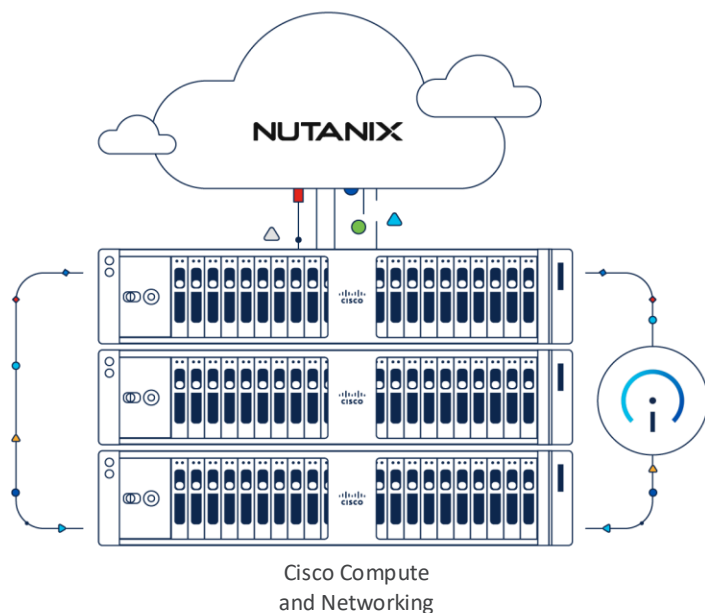 NUTANIX
CISCO
CISCO
CISCO
Cisco Compute
and Networking